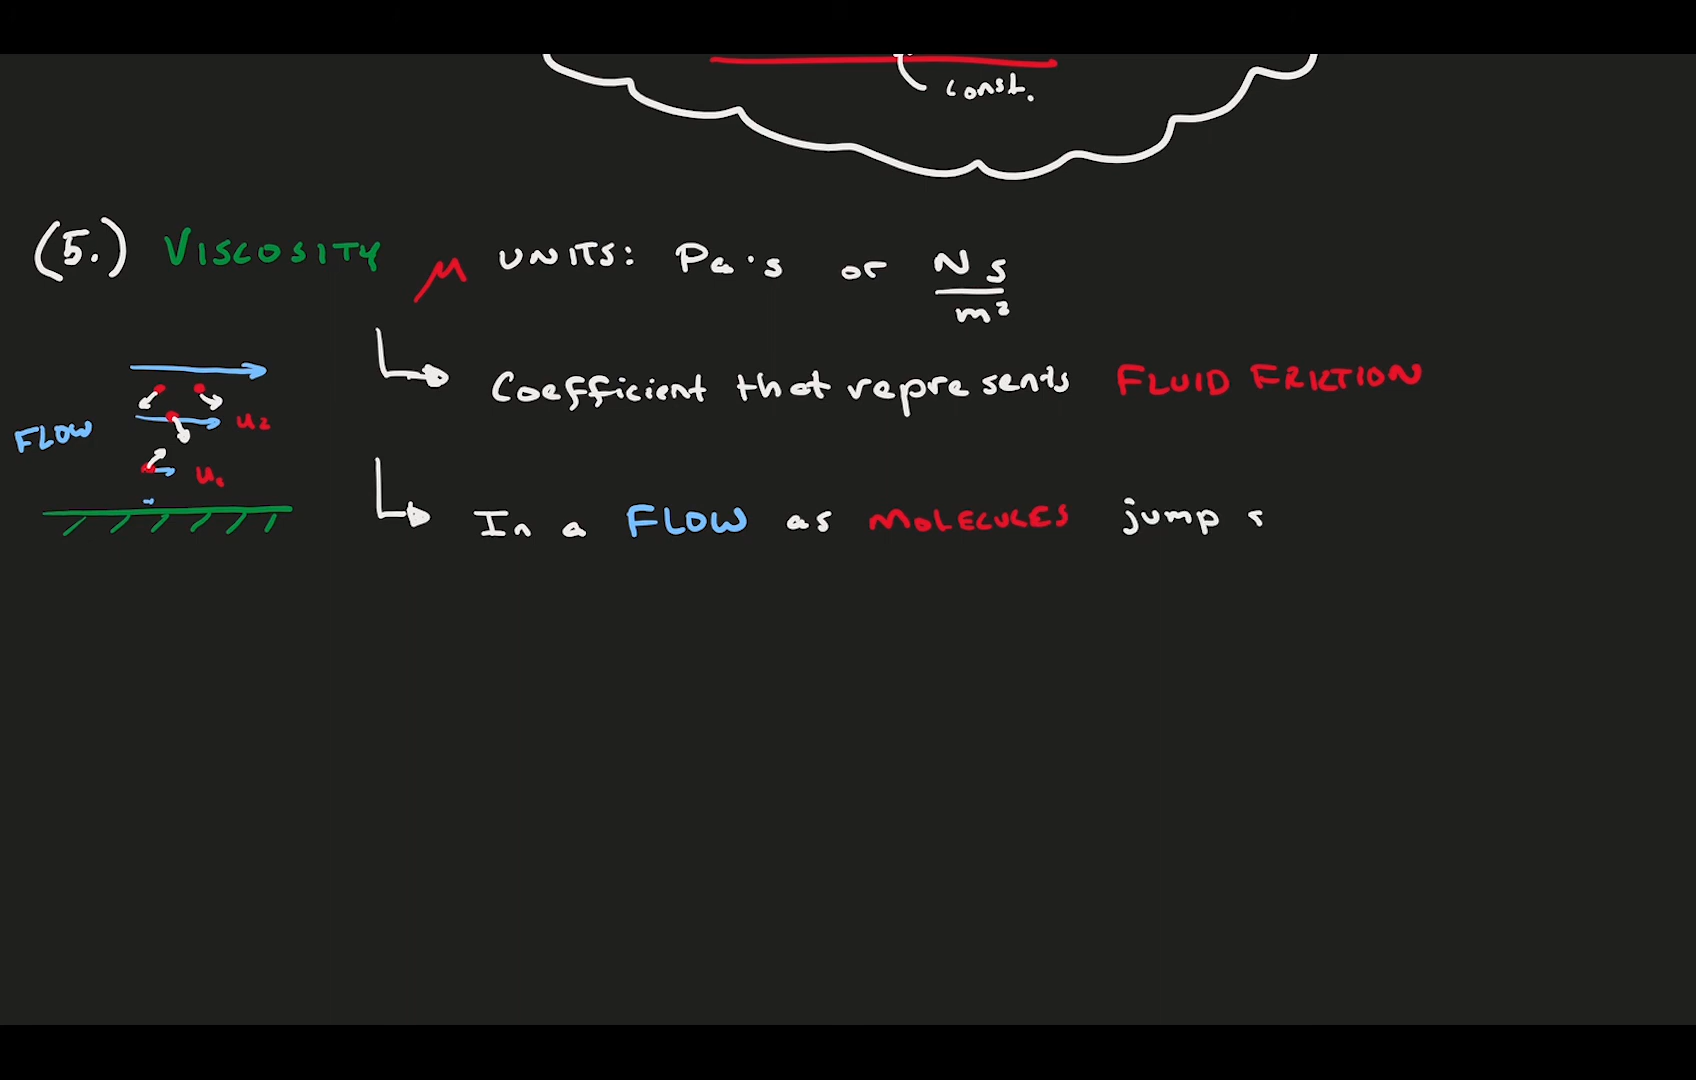 const.
(5.) VISCOSITY μ UNITS: Pa·s or N s / m²
Coefficient that represents FLUID FRICTION
FLOW
u₂
u₁
In a FLOW as MOLECULES jump